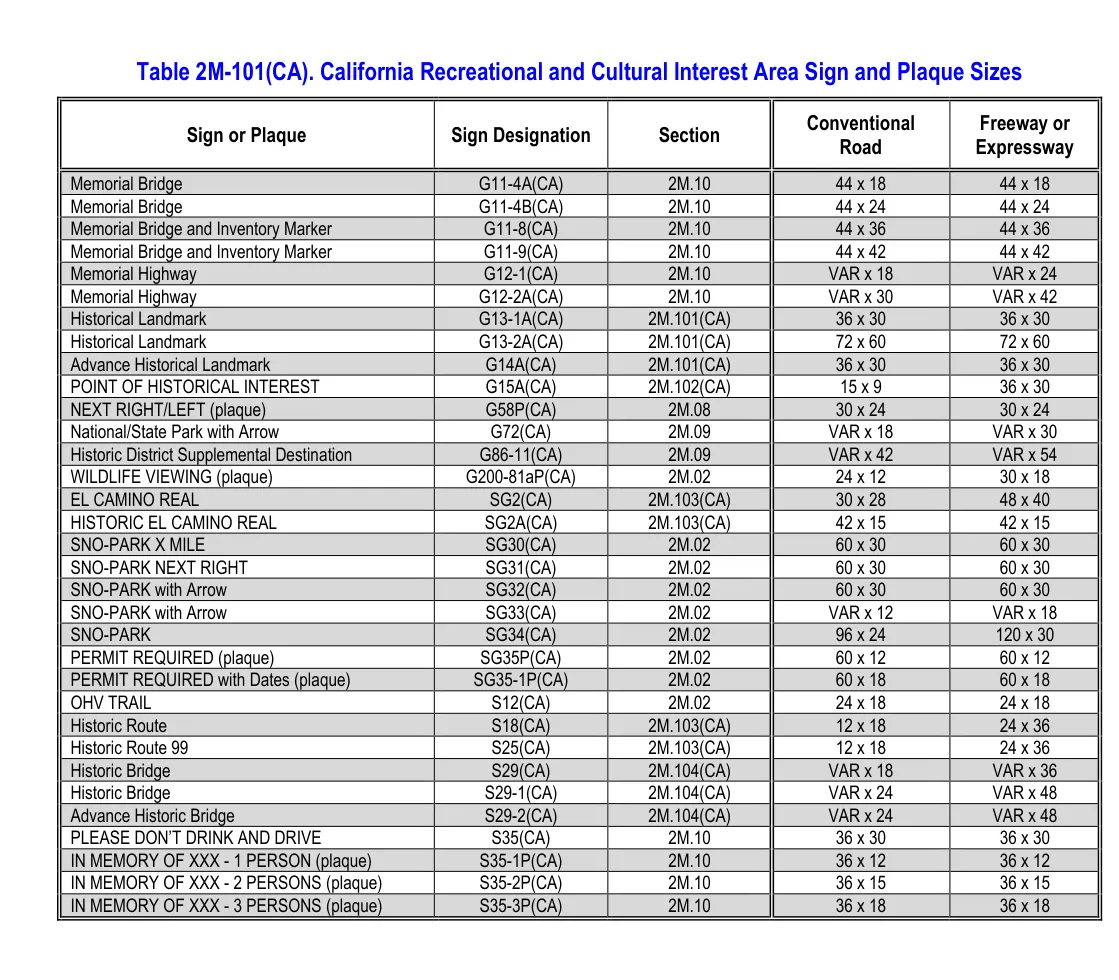 Table 2M-101(CA). California Recreational and Cultural Interest Area Sign and Plaque Sizes
Sign or Plaque Sign Designation Section Conventional Road Freeway or Expressway
Memorial Bridge G11-4A(CA) 2M.10 44 x 18 44 x 18
Memorial Bridge G11-4B(CA) 2M.10 44 x 24 44 x 24
Memorial Bridge and Inventory Marker G11-8(CA) 2M.10 44 x 36 44 x 36
Memorial Bridge and Inventory Marker G11-9(CA) 2M.10 44 x 42 44 x 42
Memorial Highway G12-1(CA) 2M.10 VAR x 18 VAR x 24
Memorial Highway G12-2A(CA) 2M.10 VAR x 30 VAR x 42
Historical Landmark G13-1A(CA) 2M.101(CA) 36 x 30 36 x 30
Historical Landmark G13-2A(CA) 2M.101(CA) 72 x 60 72 x 60
Advance Historical Landmark G14A(CA) 2M.101(CA) 36 x 30 36 x 30
POINT OF HISTORICAL INTEREST G15A(CA) 2M.102(CA) 15 x 9 36 x 30
NEXT RIGHT/LEFT (plaque) G58P(CA) 2M.08 30 x 24 30 x 24
National/State Park with Arrow G72(CA) 2M.09 VAR x 18 VAR x 30
Historic District Supplemental Destination G86-11(CA) 2M.09 VAR x 42 VAR x 54
WILDLIFE VIEWING (plaque) G200-81aP(CA) 2M.02 24 x 12 30 x 18
EL CAMINO REAL SG2(CA) 2M.103(CA) 30 x 28 48 x 40
HISTORIC EL CAMINO REAL SG2A(CA) 2M.103(CA) 42 x 15 42 x 15
SNO-PARK X MILE SG30(CA) 2M.02 60 x 30 60 x 30
SNO-PARK NEXT RIGHT SG31(CA) 2M.02 60 x 30 60 x 30
SNO-PARK with Arrow SG32(CA) 2M.02 60 x 30 60 x 30
SNO-PARK with Arrow SG33(CA) 2M.02 VAR x 12 VAR x 18
SNO-PARK SG34(CA) 2M.02 96 x 24 120 x 30
PERMIT REQUIRED (plaque) SG35P(CA) 2M.02 60 x 12 60 x 12
PERMIT REQUIRED with Dates (plaque) SG35-1P(CA) 2M.02 60 x 18 60 x 18
OHV TRAIL S12(CA) 2M.02 24 x 18 24 x 18
Historic Route S18(CA) 2M.103(CA) 12 x 18 24 x 36
Historic Route 99 S25(CA) 2M.103(CA) 12 x 18 24 x 36
Historic Bridge S29(CA) 2M.104(CA) VAR x 18 VAR x 36
Historic Bridge S29-1(CA) 2M.104(CA) VAR x 24 VAR x 48
Advance Historic Bridge S29-2(CA) 2M.104(CA) VAR x 24 VAR x 48
PLEASE DON’T DRINK AND DRIVE S35(CA) 2M.10 36 x 30 36 x 30
IN MEMORY OF XXX - 1 PERSON (plaque) S35-1P(CA) 2M.10 36 x 12 36 x 12
IN MEMORY OF XXX - 2 PERSONS (plaque) S35-2P(CA) 2M.10 36 x 15 36 x 15
IN MEMORY OF XXX - 3 PERSONS (plaque) S35-3P(CA) 2M.10 36 x 18 36 x 18